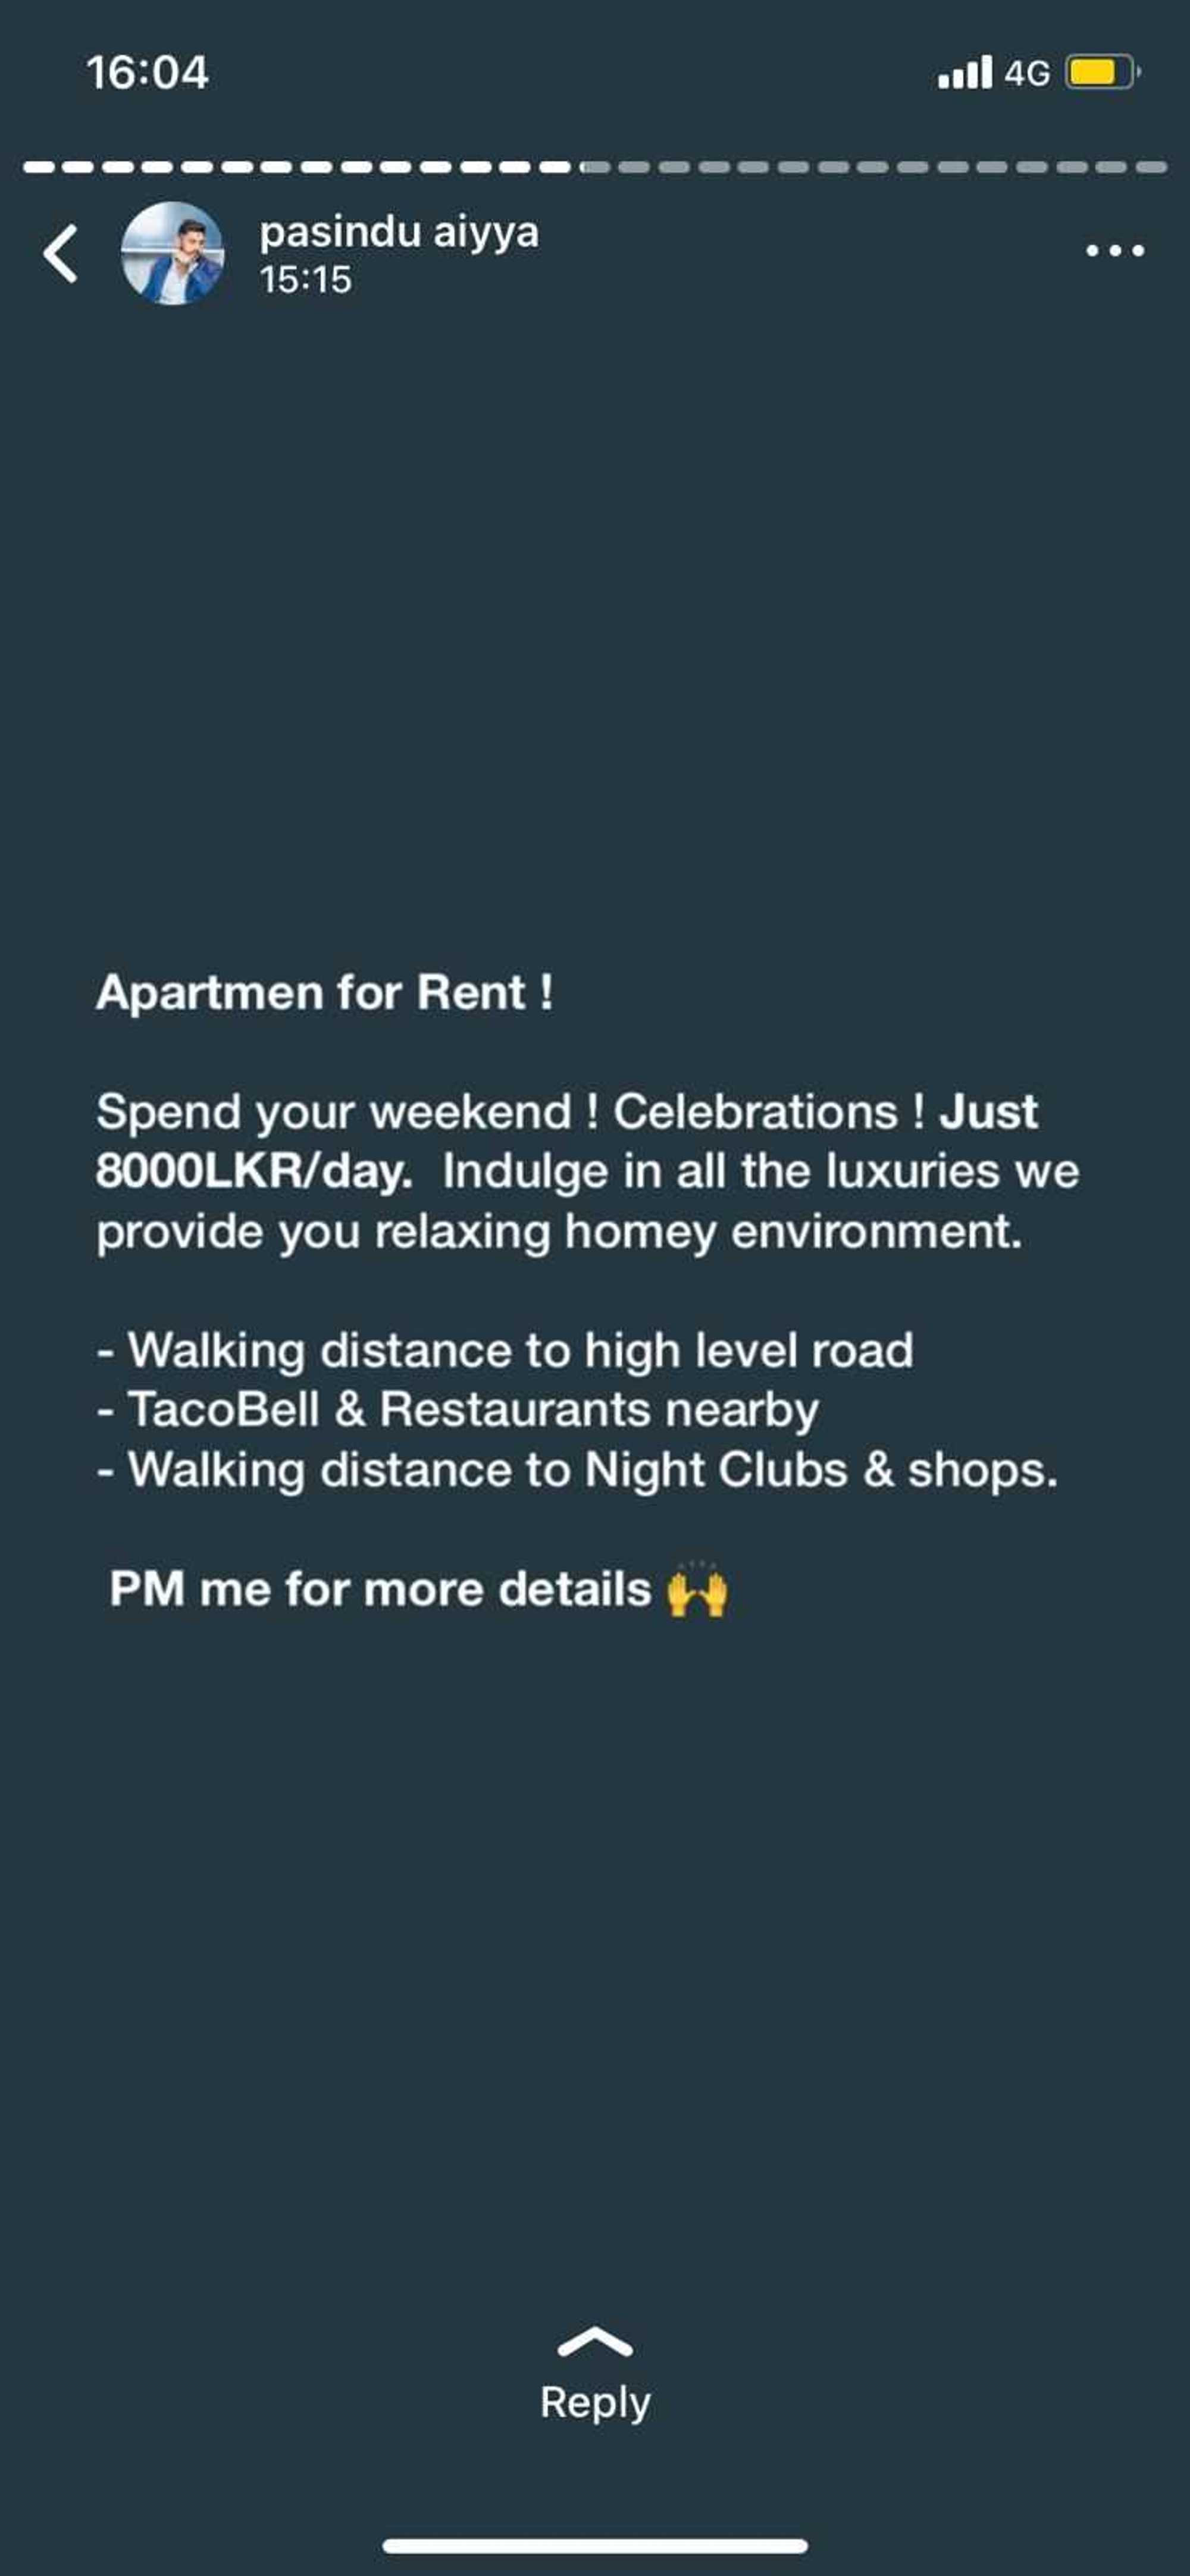 16:04
4G
pasindu aiyya
15:15
Apartmen for Rent !
Spend your weekend ! Celebrations ! Just
8000LKR/day.  Indulge in all the luxuries we
provide you relaxing homey environment.
- Walking distance to high level road
- TacoBell & Restaurants nearby
- Walking distance to Night Clubs & shops.
PM me for more details 🙌
Reply